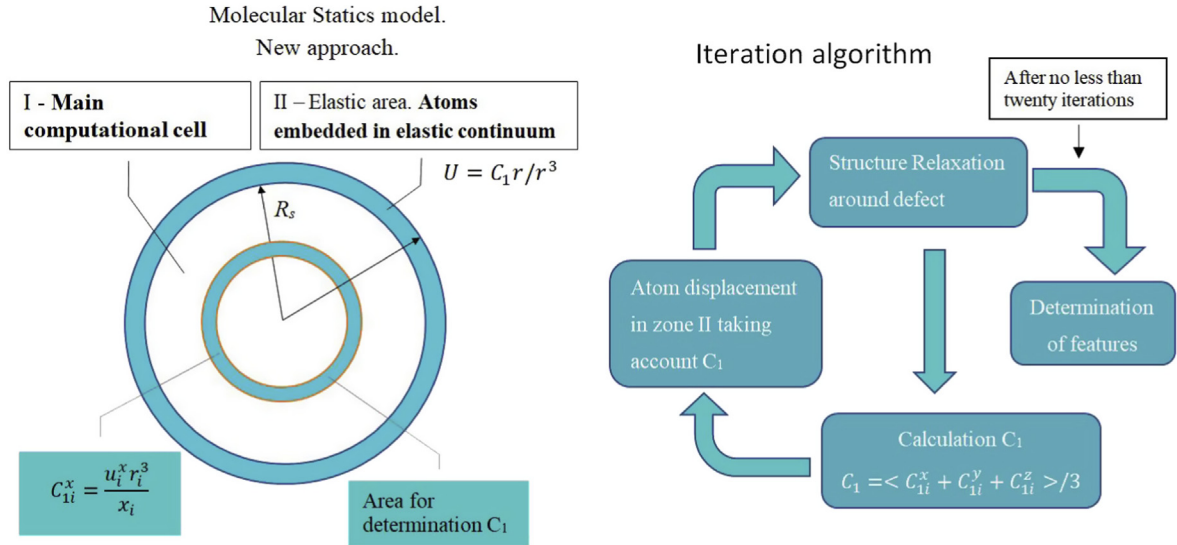 Molecular Statics model.
New approach.
I - Main
computational cell
II – Elastic area. Atoms
embedded in elastic continuum
U = C₁r/r³
Rₛ
C₁ᵢˣ = uᵢˣrᵢ³/xᵢ
Area for
determination C₁
Iteration algorithm
After no less than
twenty iterations
Structure Relaxation
around defect
Atom displacement
in zone II taking
account C₁
Determination
of features
Calculation C₁
C₁ =< C₁ᵢˣ + C₁ᵢʸ + C₁ᵢᶻ >/3